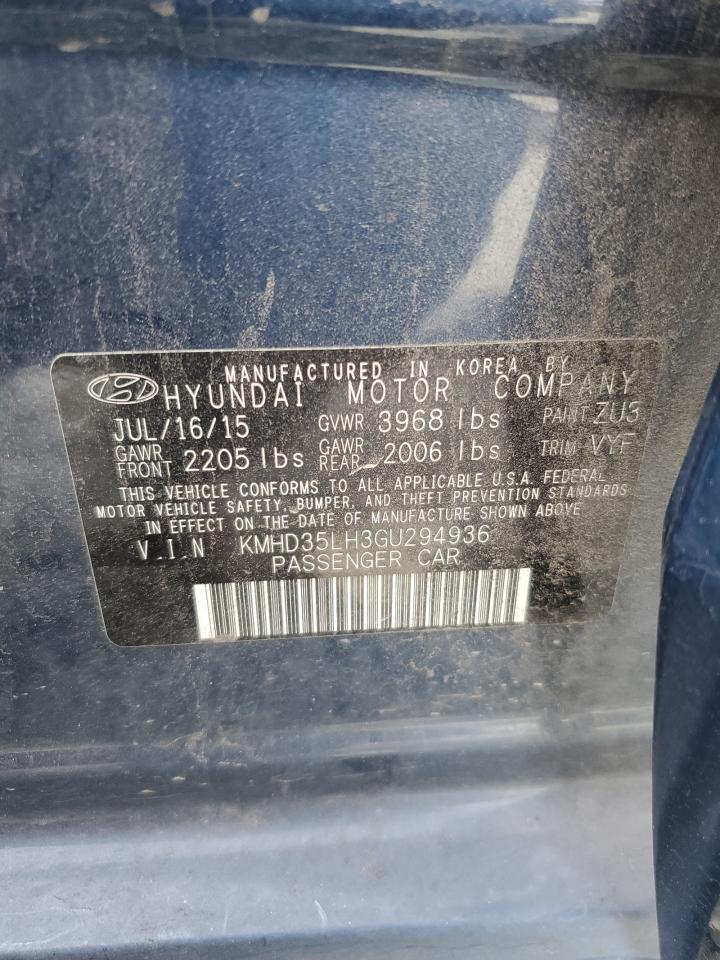 MANUFACTURED IN KOREA BY
HYUNDAI MOTOR COMPANY
JUL/16/15 GVWR 3968 lbs PAINT ZU3
GAWR FRONT 2205 lbs GAWR REAR 2006 lbs TRIM VYF
THIS VEHICLE CONFORMS TO ALL APPLICABLE U.S.A. FEDERAL
MOTOR VEHICLE SAFETY, BUMPER, AND THEFT PREVENTION STANDARDS
IN EFFECT ON THE DATE OF MANUFACTURE SHOWN ABOVE
V.I.N KMHD35LH3GU294936
PASSENGER CAR